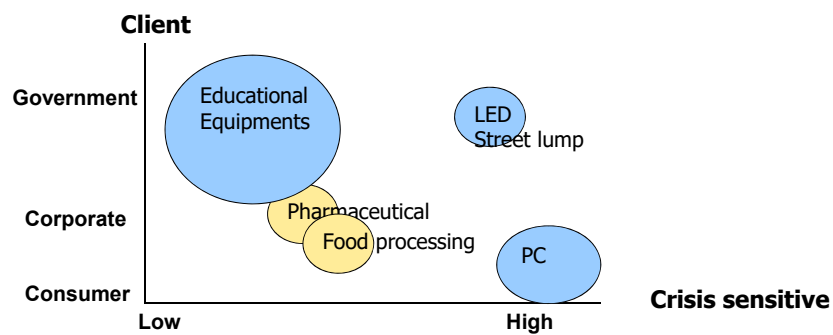 Client
Government
Educational
Equipments
LED
Street lump
Corporate
Pharmaceutical
Food processing
PC
Consumer
Crisis sensitive
Low
High